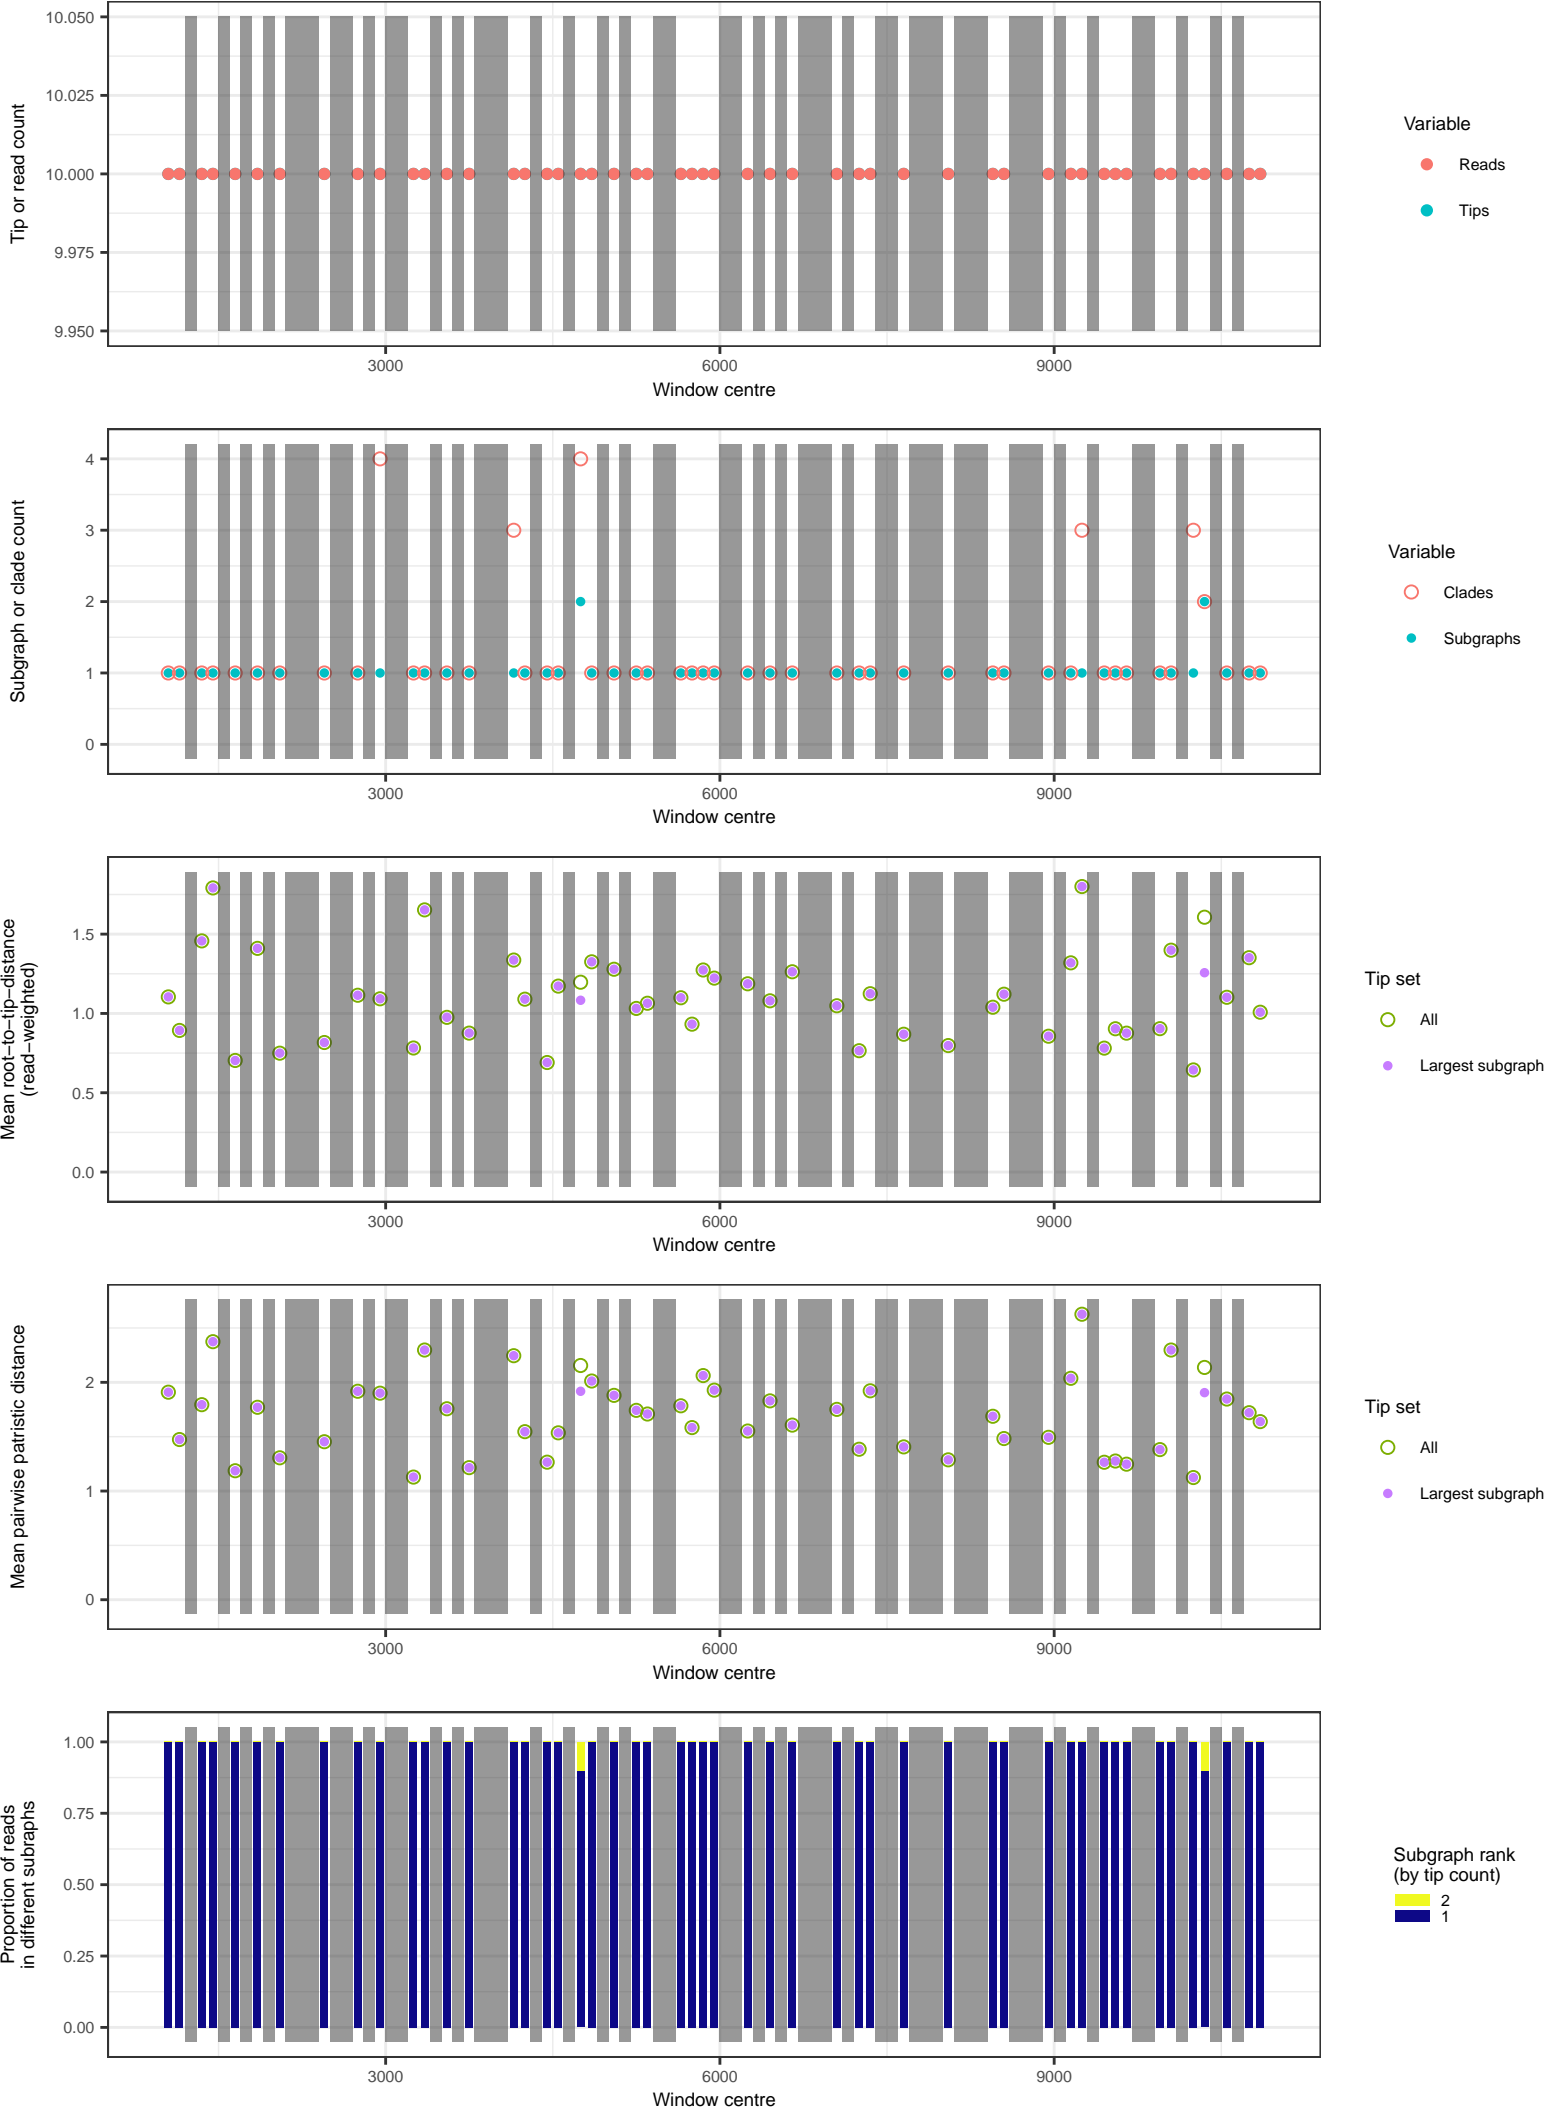 10.050
10.025
10.000
9.975
9.950
Tip or read count
3000
6000
9000
Window centre
Variable
Reads
Tips
4
3
2
1
0
Subgraph or clade count
3000
6000
9000
Window centre
Variable
Clades
Subgraphs
1.5
1.0
0.5
0.0
Mean root−to−tip−distance
(read−weighted)
3000
6000
9000
Window centre
Tip set
All
Largest subgraph
2
1
0
Mean pairwise patristic distance
3000
6000
9000
Window centre
Tip set
All
Largest subgraph
1.00
0.75
0.50
0.25
0.00
Proportion of reads
in different subraphs
3000
6000
9000
Window centre
Subgraph rank
(by tip count)
2
1